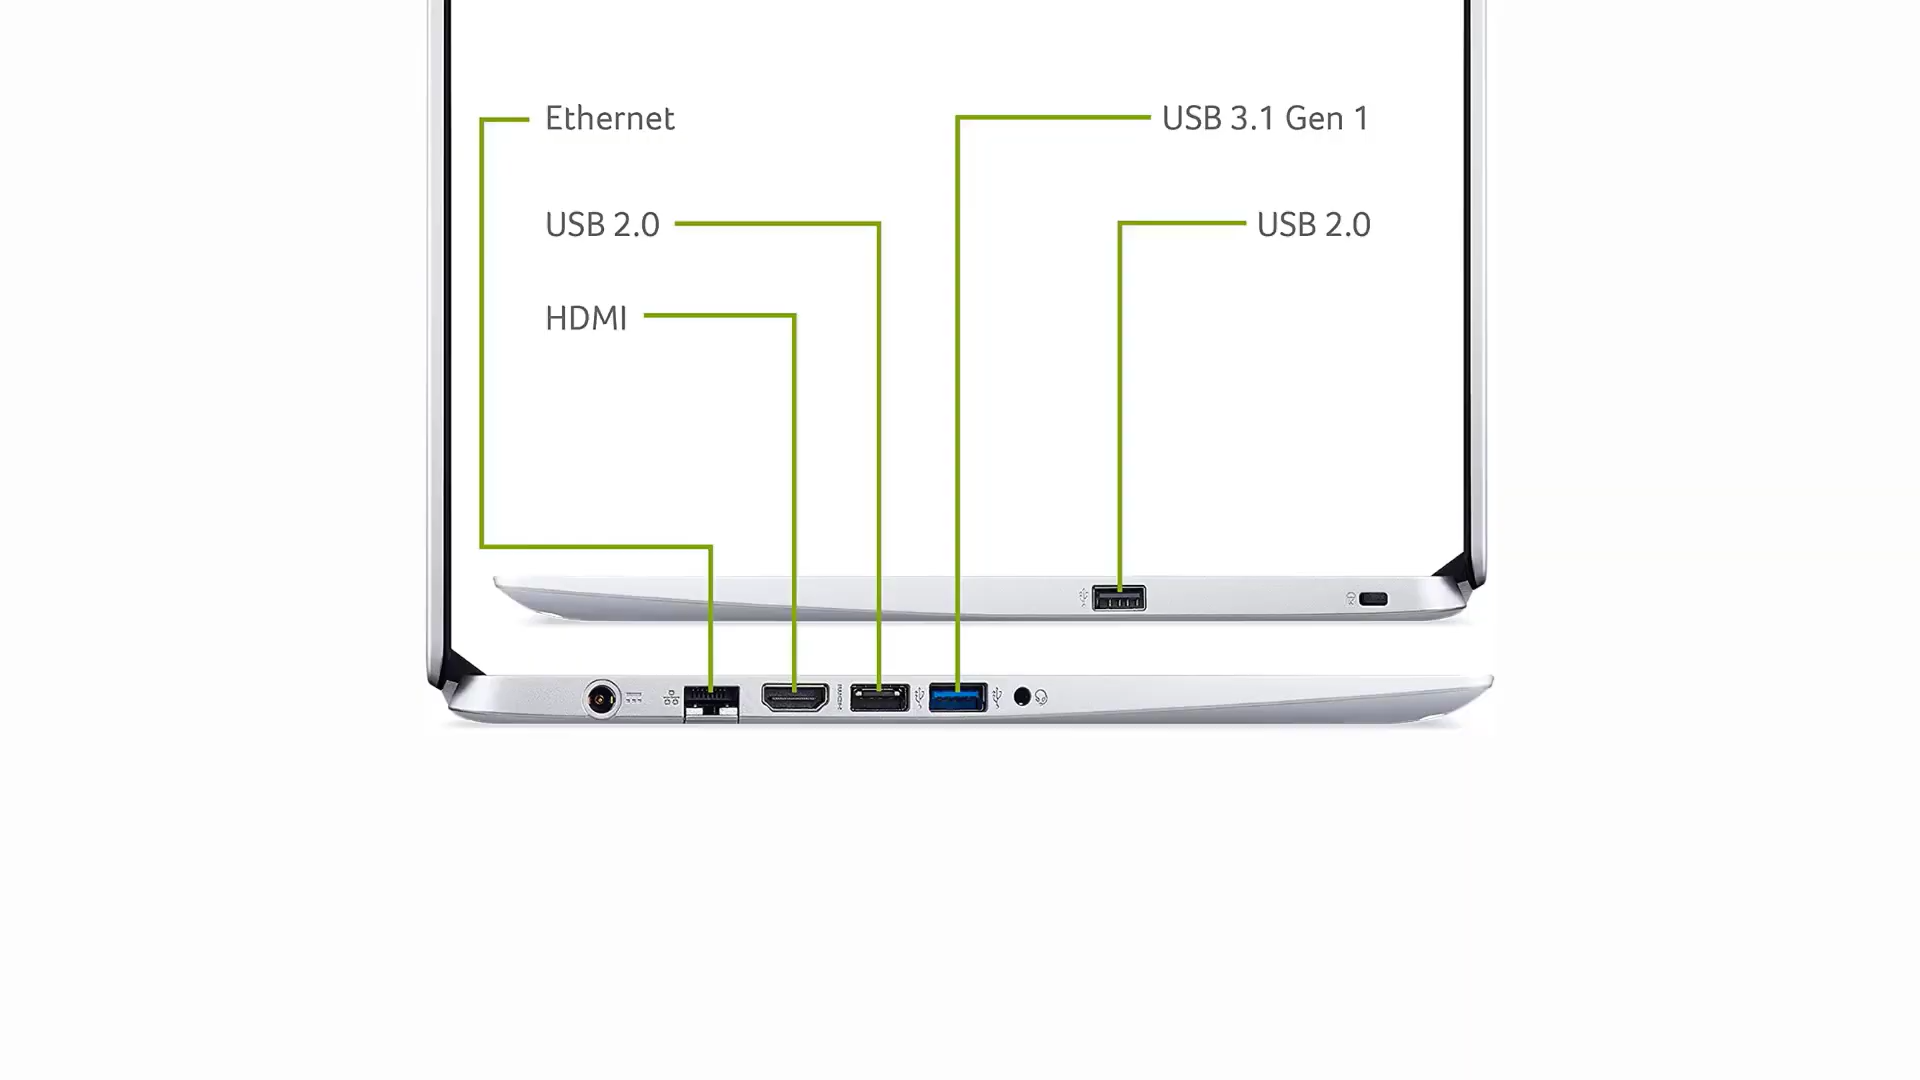 Ethernet
USB 3.1 Gen 1
USB 2.0
USB 2.0
HDMI